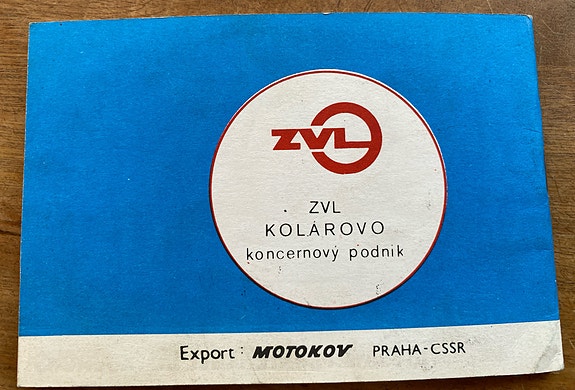 ZVL
ZVL
KOLÁROVO
koncernový podnik
Export: MOTOKOV PRAHA-CSSR